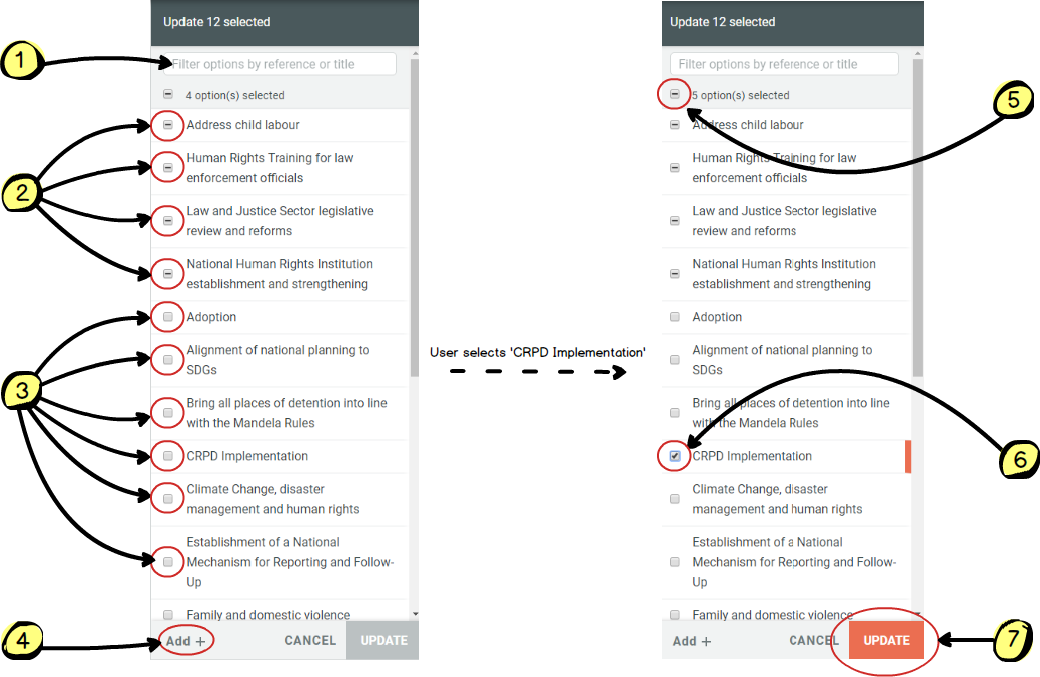 Update 12 selected
1
Filter options by reference or title
4 option(s) selected
2
Address child labour
Human Rights Training for law
enforcement officials
Law and Justice Sector legislative
review and reforms
National Human Rights Institution
establishment and strengthening
3
Adoption
Alignment of national planning to
SDGs
Bring all places of detention into line
with the Mandela Rules
CRPD Implementation
Climate Change, disaster
management and human rights
Establishment of a National
Mechanism for Reporting and Follow-
Up
Family and domestic violence
4
Add +
CANCEL
UPDATE
User selects 'CRPD Implementation'
Update 12 selected
Filter options by reference or title
5 option(s) selected
5
Address child labour
Human Rights Training for law
enforcement officials
Law and Justice Sector legislative
review and reforms
National Human Rights Institution
establishment and strengthening
Adoption
Alignment of national planning to
SDGs
Bring all places of detention into line
with the Mandela Rules
CRPD Implementation
6
Climate Change, disaster
management and human rights
Establishment of a National
Mechanism for Reporting and Follow-
Up
Family and domestic violence
Add +
CANCEL
UPDATE
7